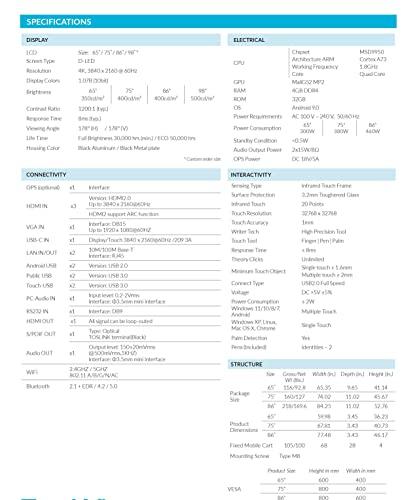 SPECIFICATIONS
DISPLAY
LCD Size: 65"/ 75"/ 86"/ 98"*
Screen Type D-LED
Resolution 4K, 3840 x 2160 @ 60Hz
Display Colors 1.07B (10bit)
Brightness 65" 75" 86" 98"
350cd/m² 400cd/m² 400cd/m² 500cd/m²
Contrast Ratio 1200:1 (typ.)
Response Time 8ms (typ.)
Viewing Angle 178° (H) / 178° (V)
Life Time Full (Brightness 30,000 hrs.(min.) / ECO 50,000 hrs
Housing Color Black Aluminum / Black Metal plate
* Custom order size
CONNECTIVITY
OPS (optional) x1 Interface
HDMI IN x3 Version: HDMI2.0
Up to 3840 x 2160@60Hz
HDMI2 support ARC function
VGA IN x1 Interface: DB15
Up to 1920 x 1080@60Hz
USB-C IN x1 Display/Touch 3840 x 2160@60Hz
LAN IN/OUT x2 10M/100M Base-T
Interface: RJ45
Android USB x2 Version: USB 2.0
Public USB x2 Version: USB 3.0
Touch USB x2 Version: USB 3.0
PC Audio IN x1 Input level 0.2-2Vrms
Interface: Φ3.5mm mini interface
RS232 IN x1 Interface: DB9
HDMI OUT x1 All signal can be loop-outed
S/PDIF OUT x1 Type: Optical
TOSLINK terminal(Black)
Audio OUT x1 Output level: 150±20mVrms
(@500mVrms,1KHZ)
Interface: Φ3.5mm mini interface
WiFi 2.4GHZ / 5GHZ
802.11 A/B/G/N/AC
Bluetooth 2.1 + EDR / 4.2 / 5.0
ELECTRICAL
CPU Chipset MSD9950
Architecture ARM Cortex A73
Working Frequency 1.8GHz
Core Quad Core
GPU MaliG52 MP2
RAM 4GB DDR4
ROM 32GB
OS Android 9.0
Power Requirements AC 100 V ~ 240 V, 50/60 Hz
Power Consumption 65" 75" 86"
300W 380W 460W
Standby Condition <0.5W
Audio Output Power 2x15W/8Ω
OPS Power DC 18V/5A
INTERACTIVITY
Sensing Type Infrared Touch Frame
Surface Protection 3.2mm Toughened Glass
Infrared Touch 20 Points
Touch Resolution 32768 x 32768
Touch Accuracy 1mm
Writer Tech High Precision Tool
Touch Tool Finger | Pen | Palm
Response Time < 8ms
Theory Clicks Unlimited
Minimum Touch Object Single-touch ≥ 1.6mm
Multiple touch ≥ 2mm
Connect Type USB2.0 Full Speed
Voltage DC +5V ±5%
Power Consumption ≤ 2W
Windows 11/10/8/7, Android Multiple Touch
Windows XP, Linux, Mac OS X, Chrome Single Touch
Palm Detection Yes
Pens (Included) Identities – 2
STRUCTURE
Size Gross/Net Wt (lbs.) Width (in.) Depth (in.) Height (in.)
Package Size 65" 116/92.8 65.35 9.65 41.14
75" 160/127 74.02 11.02 45.67
86" 218/169.6 84.25 11.02 52.76
Product Dimensions 65" 59.98 3.45 36.23
75" 67.81 3.43 40.73
86" 77.48 3.43 46.17
Fixed Mobile Cart 105/100 68 28 4
Mounting Screw Type M8
VESA Product Size Height in mm Width in mm
65" 600 400
75" 800 400
86" 800 600